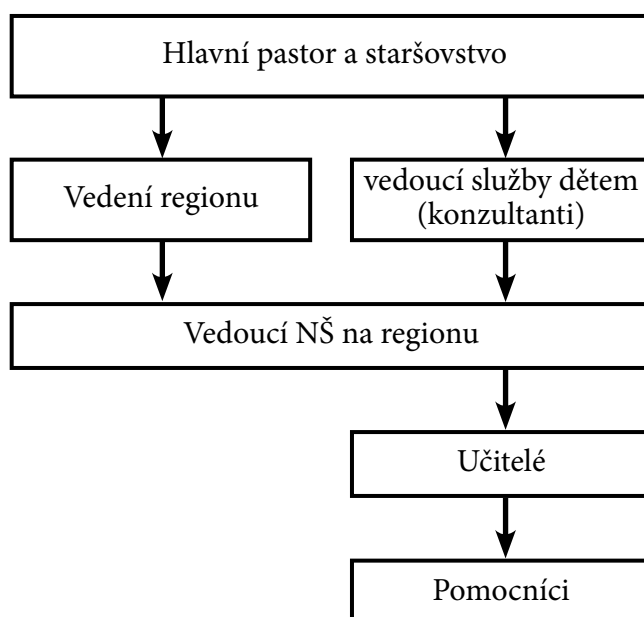 Hlavní pastor a staršovstvo
Vedení regionu
vedoucí služby dětem
(konzultanti)
Vedoucí NŠ na regionu
Učitelé
Pomocníci